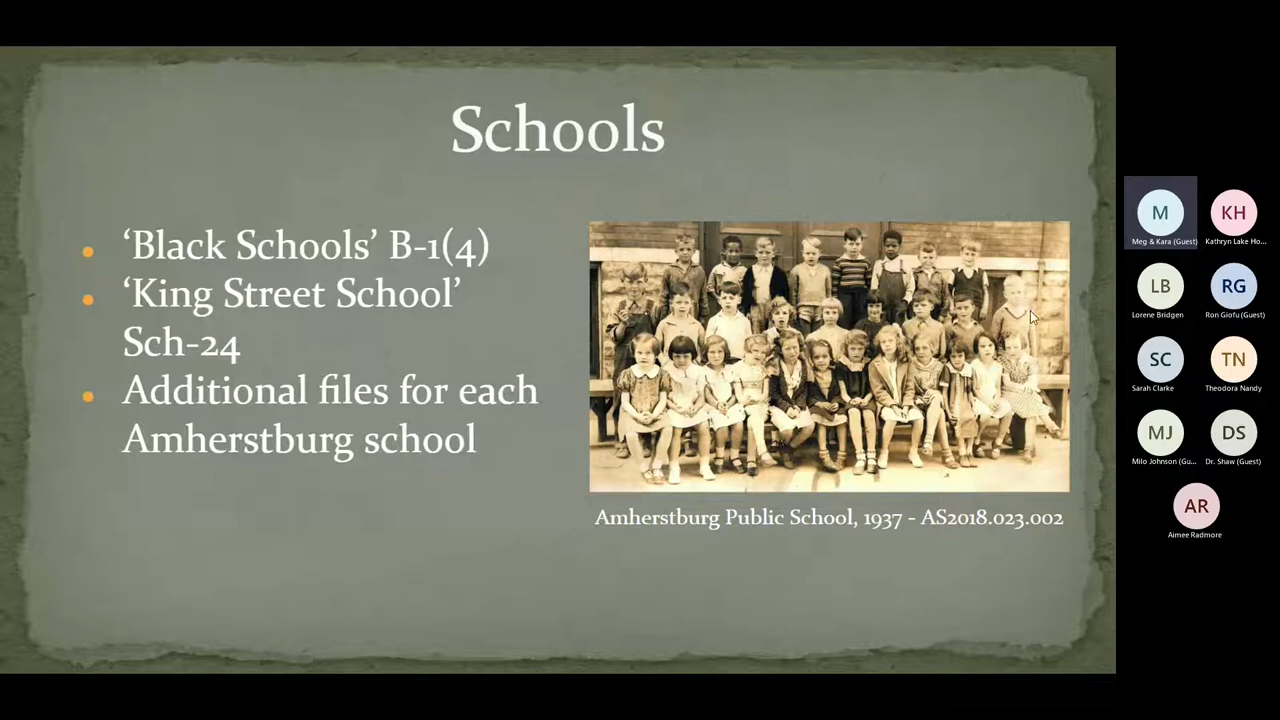 Schools
‘Black Schools’ B-1(4)
‘King Street School’
Sch-24
Additional files for each
Amherstburg school
Amherstburg Public School, 1937 - AS2018.023.002
M
Meg & Kara (Guest)
KH
Kathryn Lake Ho...
LB
Lorene Bridgen
RG
Ron Giofu (Guest)
SC
Sarah Clarke
TN
Theodora Nandy
MJ
Milo Johnson (Gu...
DS
Dr. Shaw (Guest)
AR
Aimee Radmore